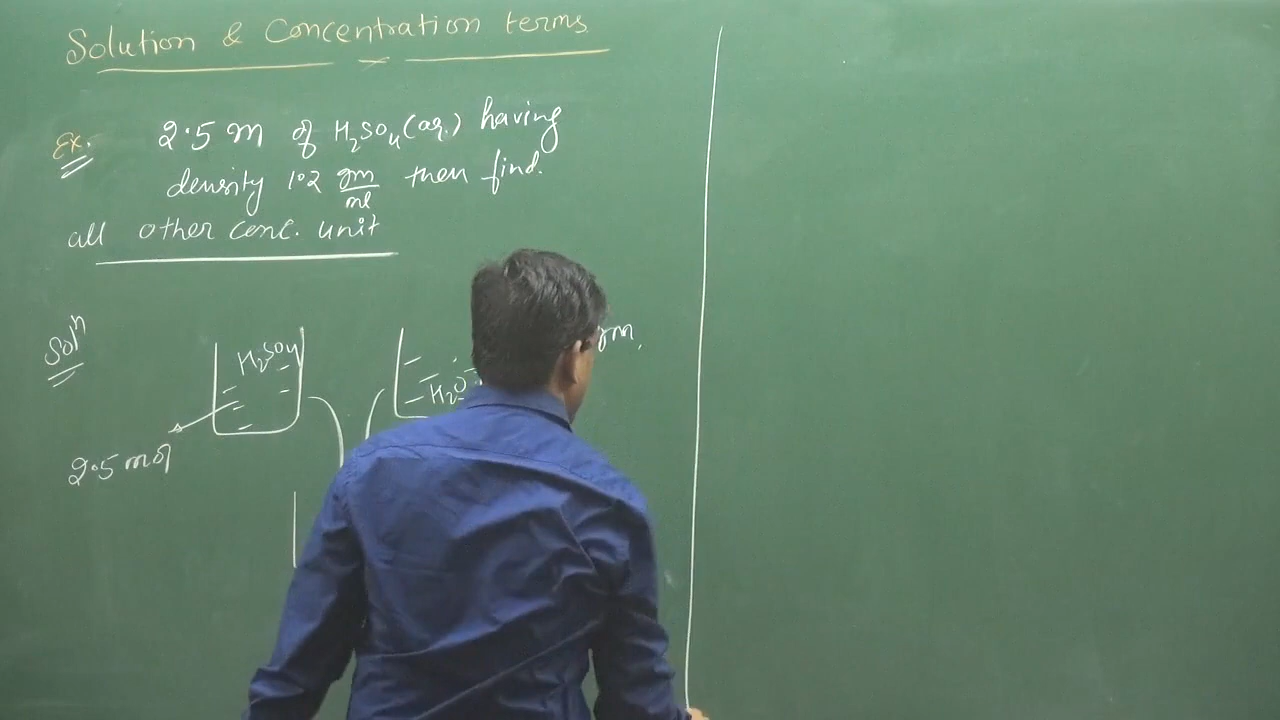 Solution & Concentration terms
Ex. 2.5 m of H₂SO₄(aq.) having
density 1.2 gm/ml then find.
all other conc. unit
Solⁿ
H₂SO₄
H₂O
2.5 mol